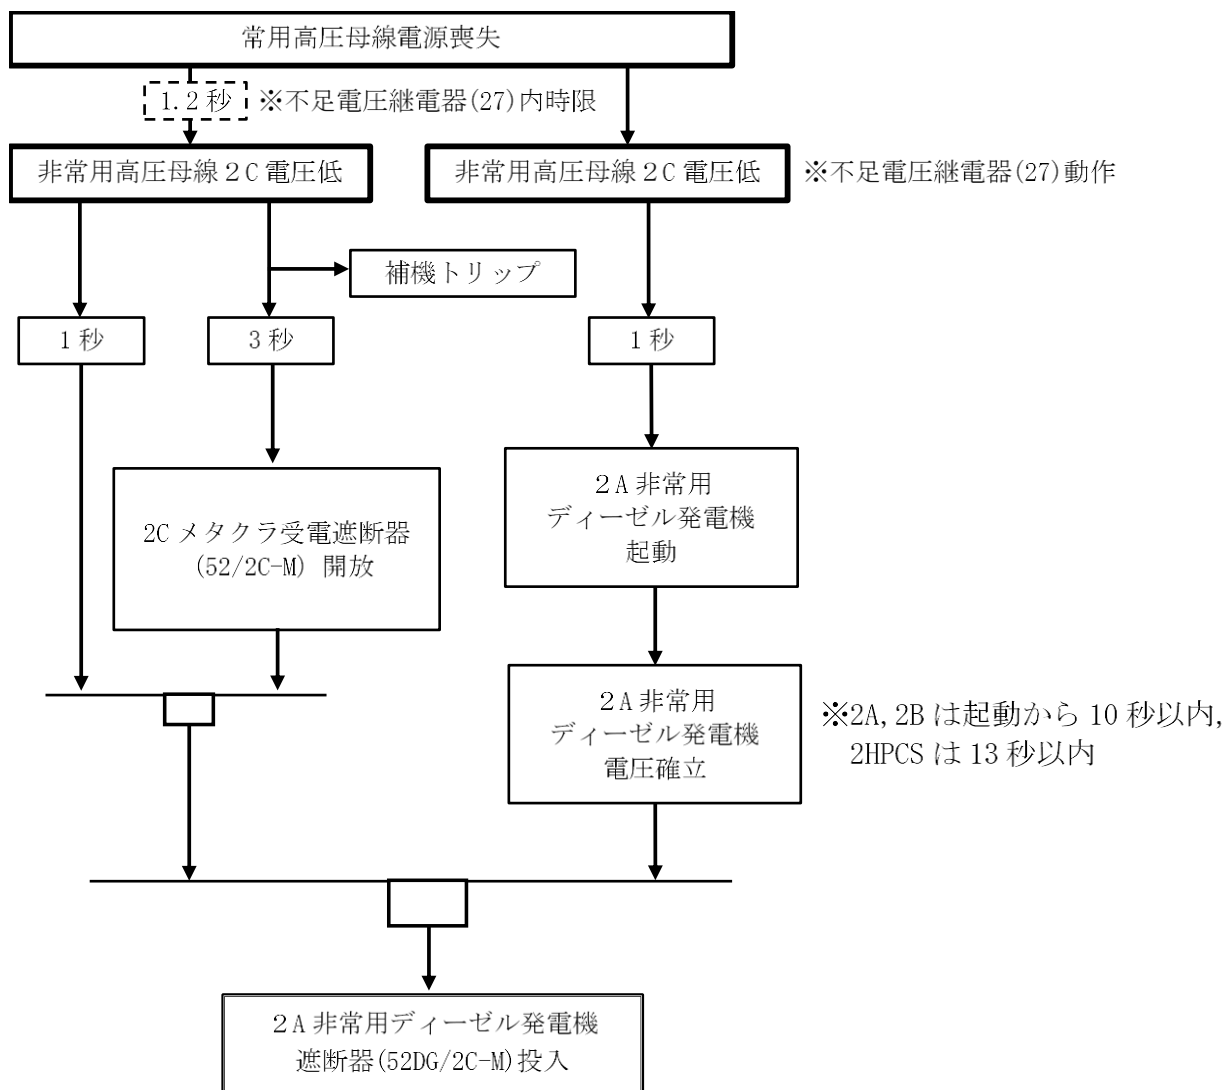 常用高圧母線電源喪失
1.2秒
※不足電圧継電器(27)内時限
非常用高圧母線2C電圧低
非常用高圧母線2C電圧低
※不足電圧継電器(27)動作
補機トリップ
1秒
3秒
1秒
2Cメタクラ受電遮断器
(52/2C-M) 開放
2A非常用
ディーゼル発電機
起動
2A非常用
ディーゼル発電機
電圧確立
※2A,2Bは起動から10秒以内,
2HPCSは13秒以内
2A非常用ディーゼル発電機
遮断器(52DG/2C-M)投入